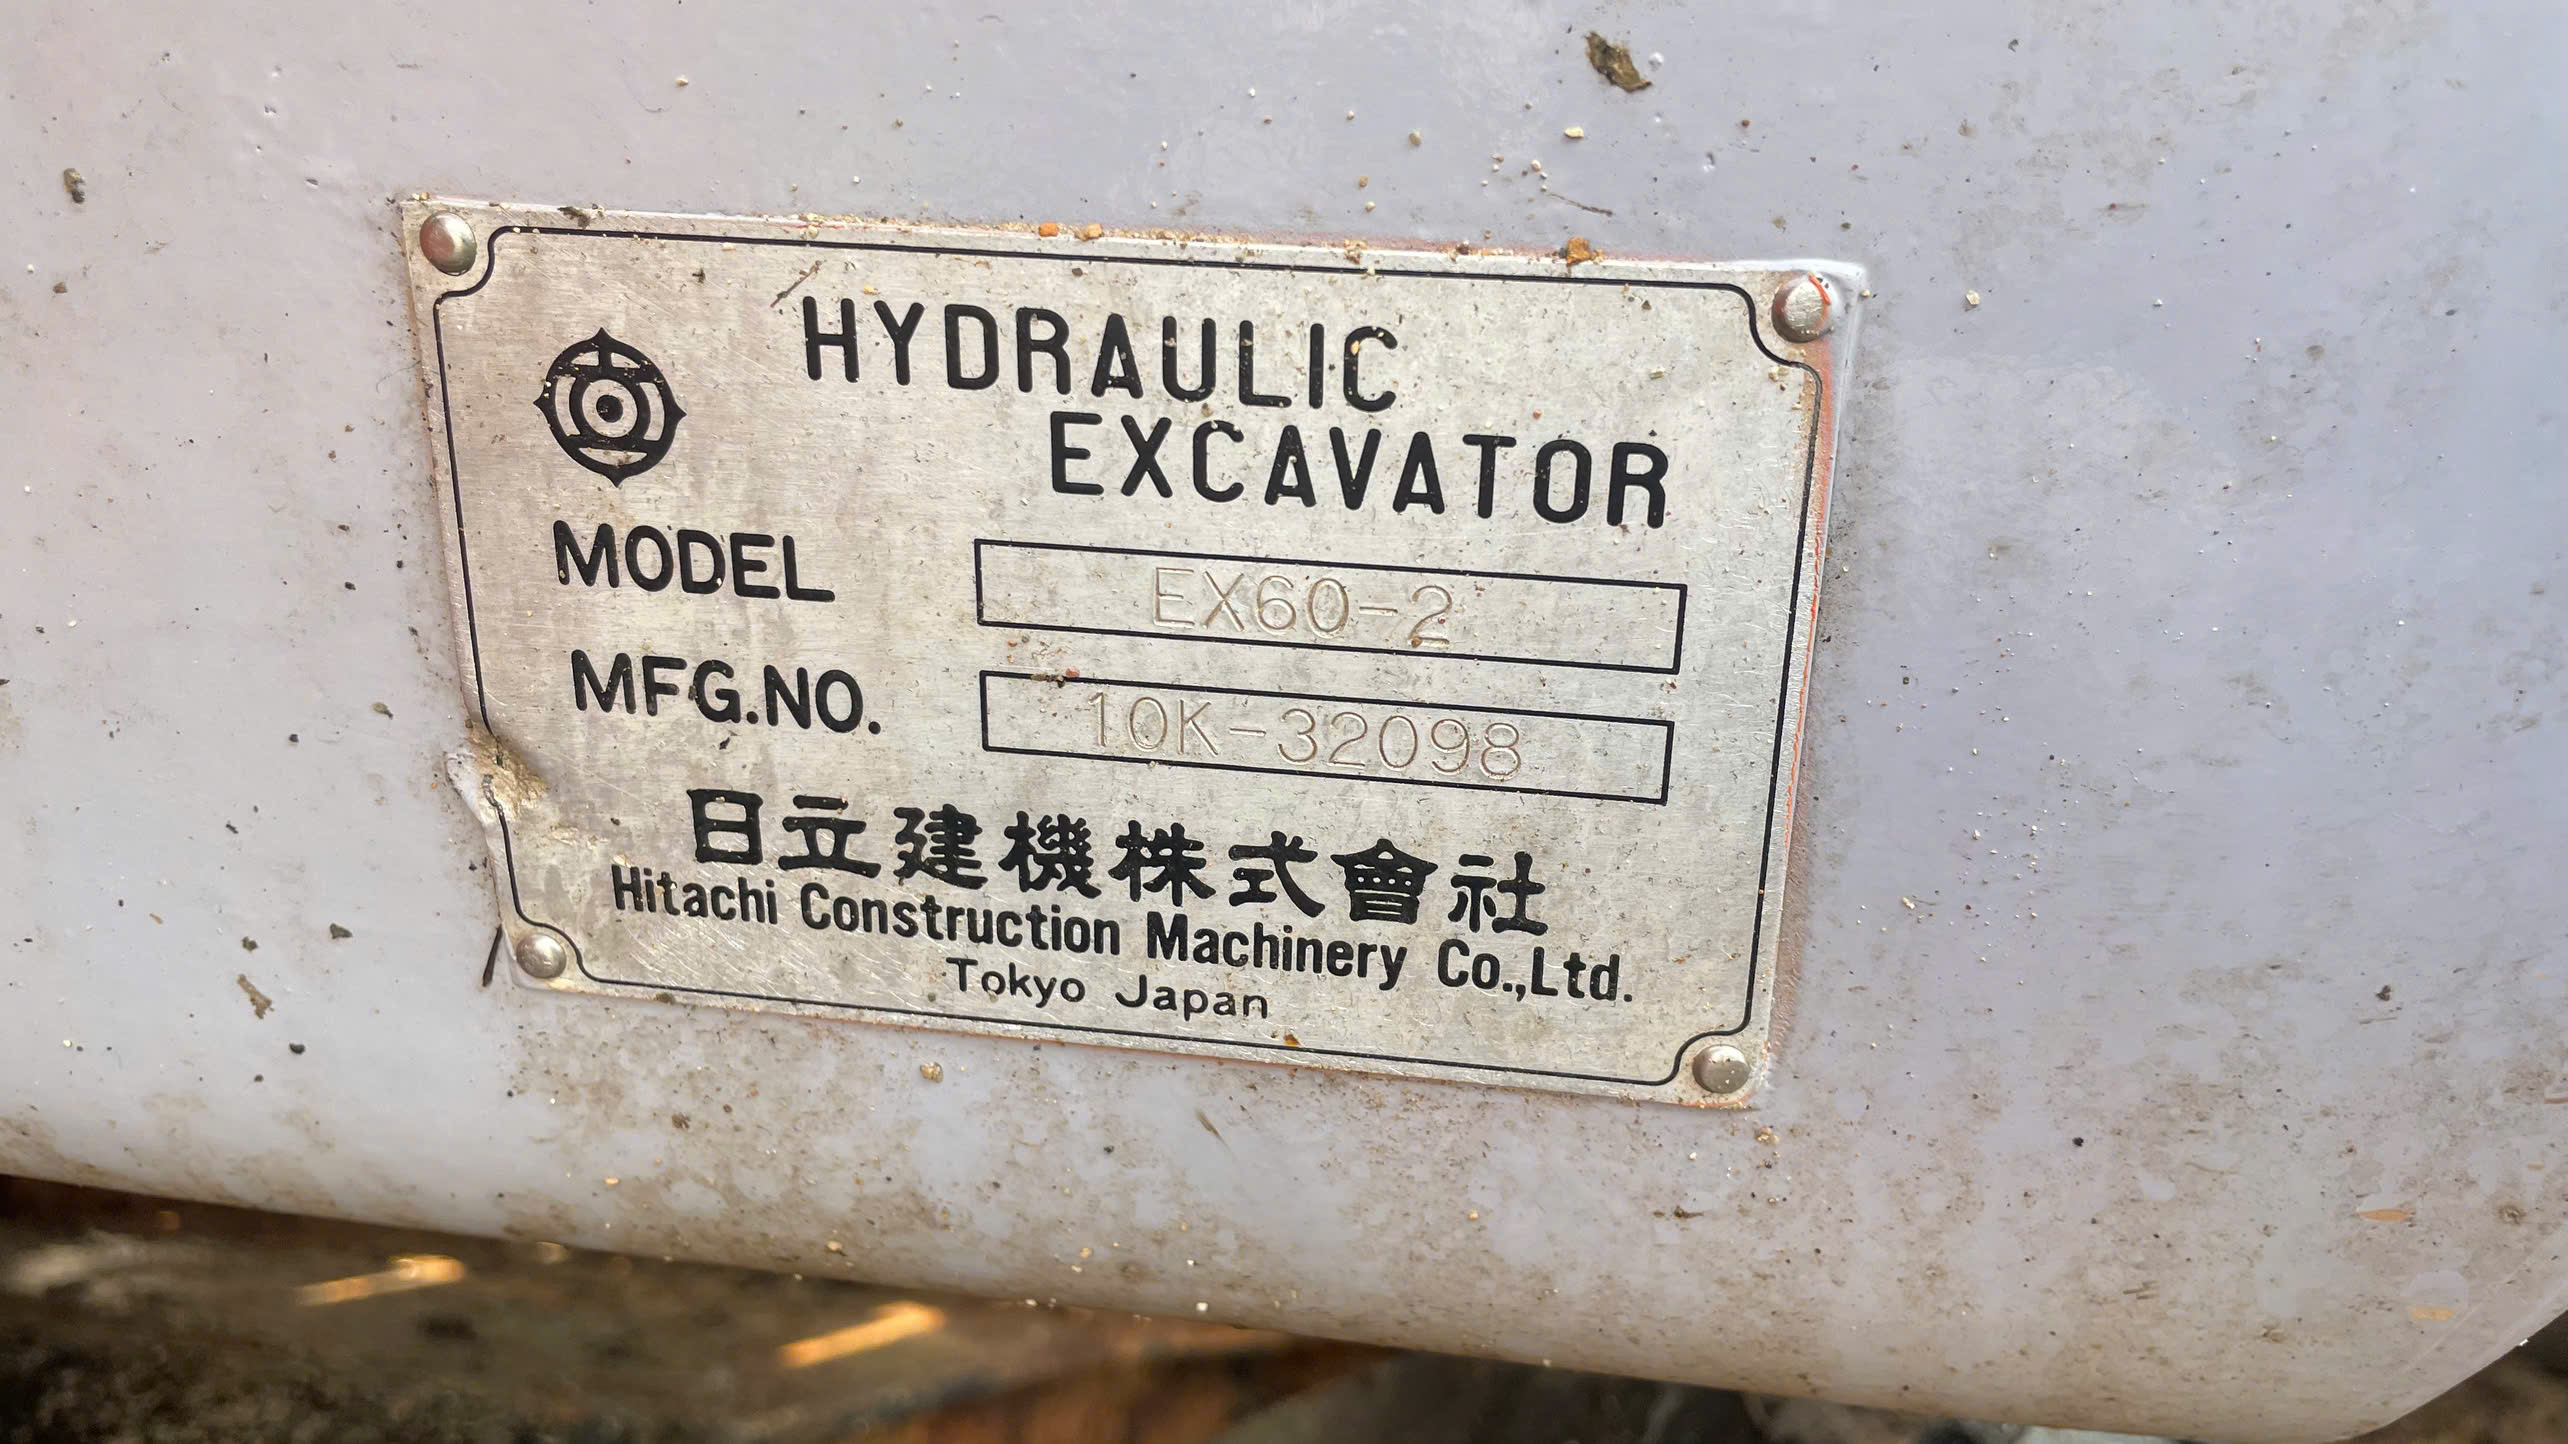 HYDRAULIC
EXCAVATOR
MODEL EX60-2
MFG.NO. 10K-32098
日立建機株式會社
Hitachi Construction Machinery Co.,Ltd.
Tokyo Japan